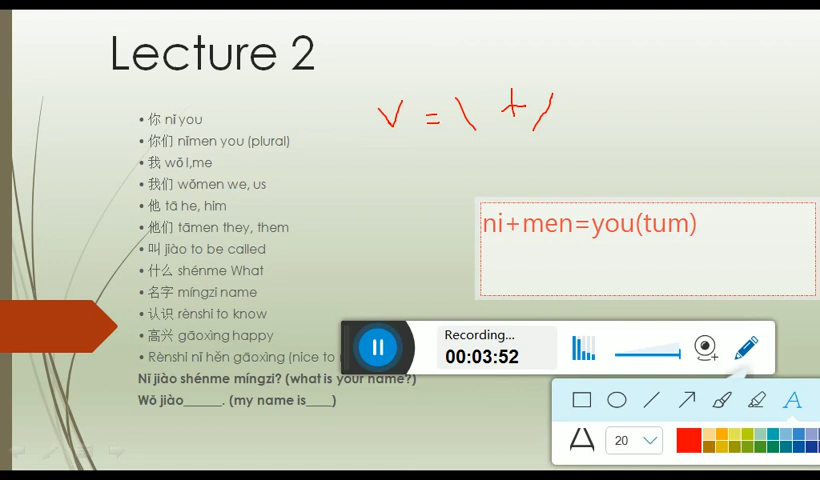 Lecture 2
• 你 nǐ you
• 你们 nǐmen you (plural)
• 我 wǒ I,me
• 我们 wǒmen we, us
• 他 tā he, him
• 他们 tāmen they, them
• 叫 jiào to be called
• 什么 shénme What
• 名字 míngzi name
• 认识 rènshi to know
• 高兴 gāoxìng happy
• Rènshi nǐ hěn gāoxìng (nice to
Nǐ jiào shénme míngzi? (what is your name?)
Wǒ jiào______. (my name is____)
V = \ + /
ni+men=you(tum)
Recording...
00:03:52
A
A
20